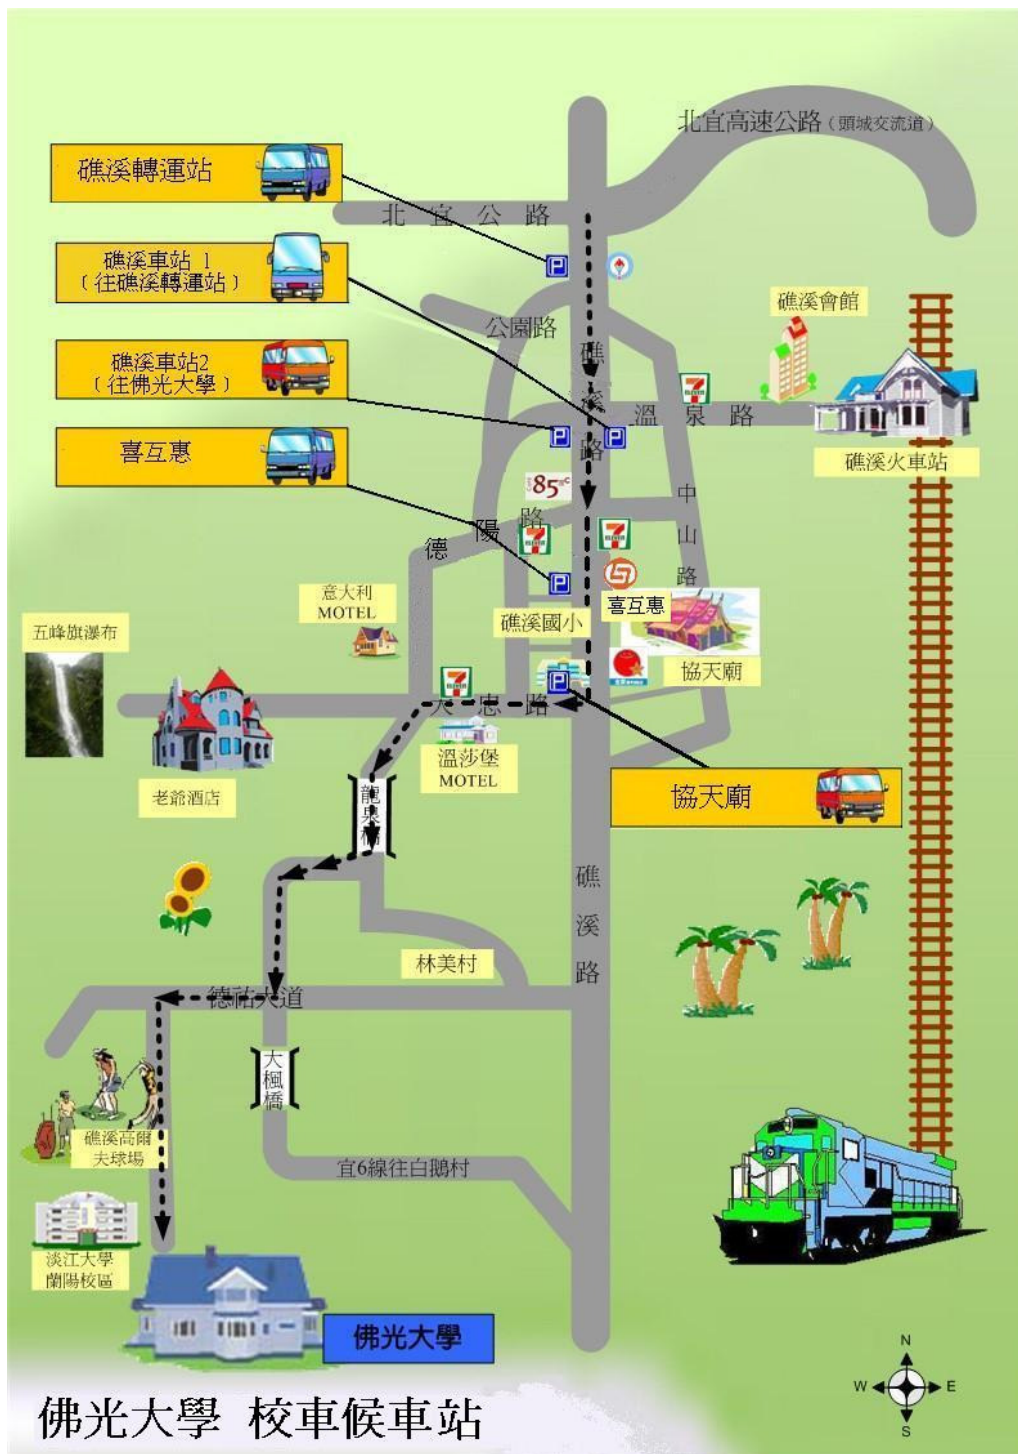 北宜高速公路(頭城交流道)
礁溪轉運站
北宜公路
礁溪車站 1
(往礁溪轉運站)
公園路
礁溪會館
礁溪車站2
(往佛光大學)
礁溪路
溫泉路
喜互惠
礁溪火車站
85°C
中山路
德陽路
7
ELEVEN
7
ELEVEN
意大利
MOTEL
喜互惠
礁溪國小
五峰旗瀑布
協天廟
7
ELEVEN
大忠路
溫莎堡
MOTEL
老爺酒店
龍泉橋
協天廟
礁溪路
林美村
德祐大道
大楓橋
礁溪高爾
夫球場
宜6線往白鵝村
淡江大學
蘭陽校區
佛光大學
N
W
E
S
佛光大學 校車候車站